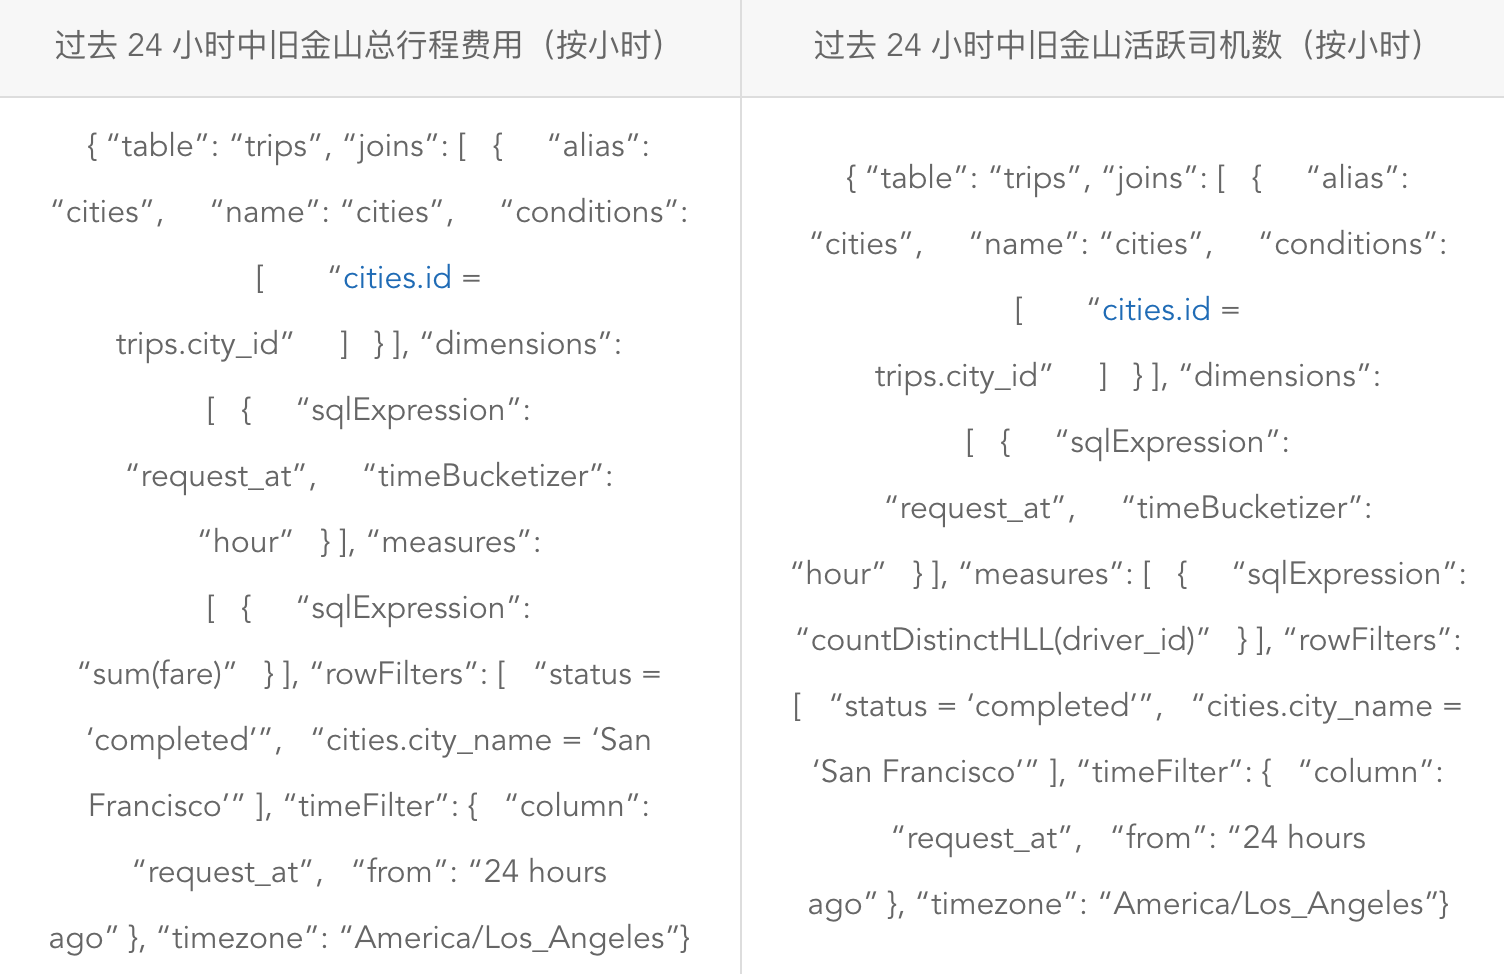 过去 24 小时中旧金山总行程费用（按小时）
过去 24 小时中旧金山活跃司机数（按小时）
{ “table”: “trips”, “joins”: [   {     “alias”:
“cities”,     “name”: “cities”,     “conditions”:
[       “cities.id =
trips.city_id”     ]   } ], “dimensions”:
[   {     “sqlExpression”:
“request_at”,     “timeBucketizer”:
“hour”   } ], “measures”:
[   {     “sqlExpression”:
“sum(fare)”   } ], “rowFilters”: [   “status =
‘completed’”,   “cities.city_name = ‘San
Francisco’” ], “timeFilter”: {   “column”:
“request_at”,   “from”: “24 hours
ago” }, “timezone”: “America/Los_Angeles”}
{ “table”: “trips”, “joins”: [   {     “alias”:
“cities”,     “name”: “cities”,     “conditions”:
[       “cities.id =
trips.city_id”     ]   } ], “dimensions”:
[   {     “sqlExpression”:
“request_at”,     “timeBucketizer”:
“hour”   } ], “measures”: [   {     “sqlExpression”:
“countDistinctHLL(driver_id)”   } ], “rowFilters”:
[   “status = ‘completed’”,   “cities.city_name =
‘San Francisco’” ], “timeFilter”: {   “column”:
“request_at”,   “from”: “24 hours
ago” }, “timezone”: “America/Los_Angeles”}